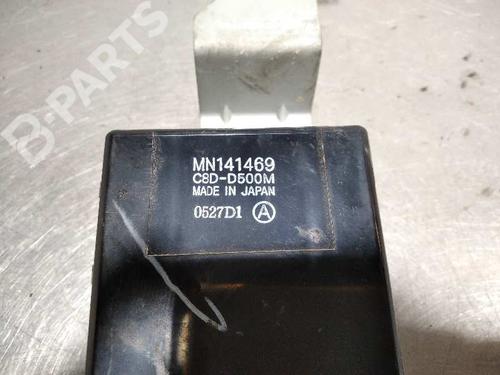 B-PARTS
MN141469
C8D-D500M
MADE IN JAPAN
0527D1 A